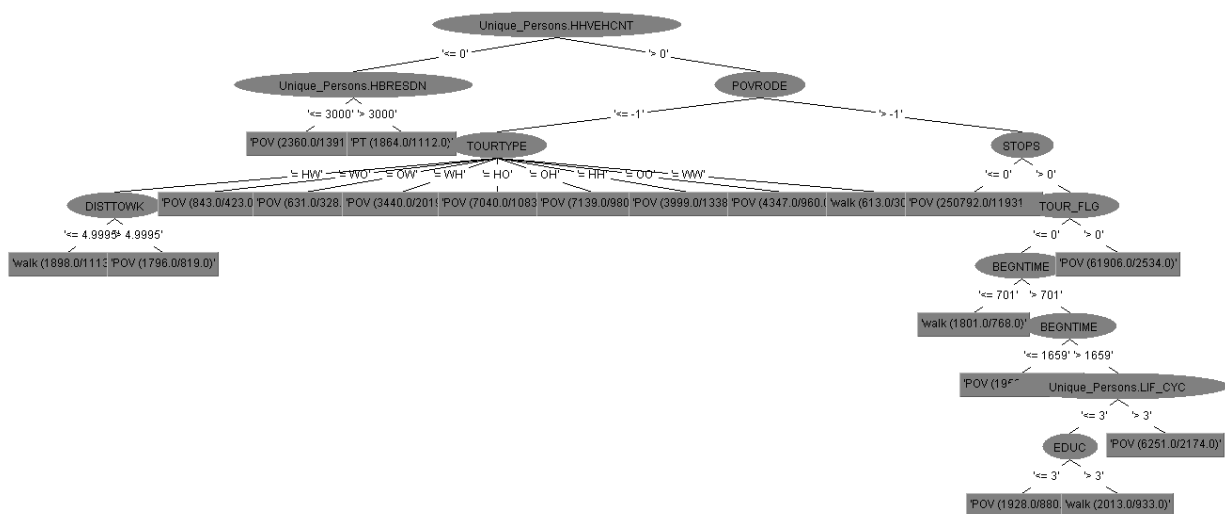 Unique_Persons.HHVEHCNT
'<= 0' '> 0'
Unique_Persons.HBRESDN POVRODE
'<= 3000' '> 3000' '<= -1' '> -1'
'POV (2360.0/1391 'PT (1864.0/1112.0)' TOURTYPE STOPS
'= HW' '= WO' '= OW' '= WH' '= HO' '= OH' '= HH' '= OO' '= WW' '<= 0' '> 0'
DISTTOWK 'POV (843.0/423.0 'POV (631.0/328. 'POV (3440.0/2019 'POV (7040.0/1083 'POV (7139.0/980 'POV (3999.0/1338 'POV (4347.0/960.0 'walk (613.0/30 'POV (250792.0/11931 TOUR_FLG
'<= 4.9995' '> 4.9995' '<= 0' '> 0'
'walk (1898.0/1113 'POV (1796.0/819.0)' BEGNTIME 'POV (61906.0/2534.0)'
'<= 701' '> 701'
'walk (1801.0/768.0)' BEGNTIME
'<= 1659' '> 1659'
'POV Unique_Persons.LIF_CYC
'<= 3' '> 3'
EDUC 'POV (6251.0/2174.0)'
'<= 3' '> 3'
'POV (1928.0/880. 'walk (2013.0/933.0)'